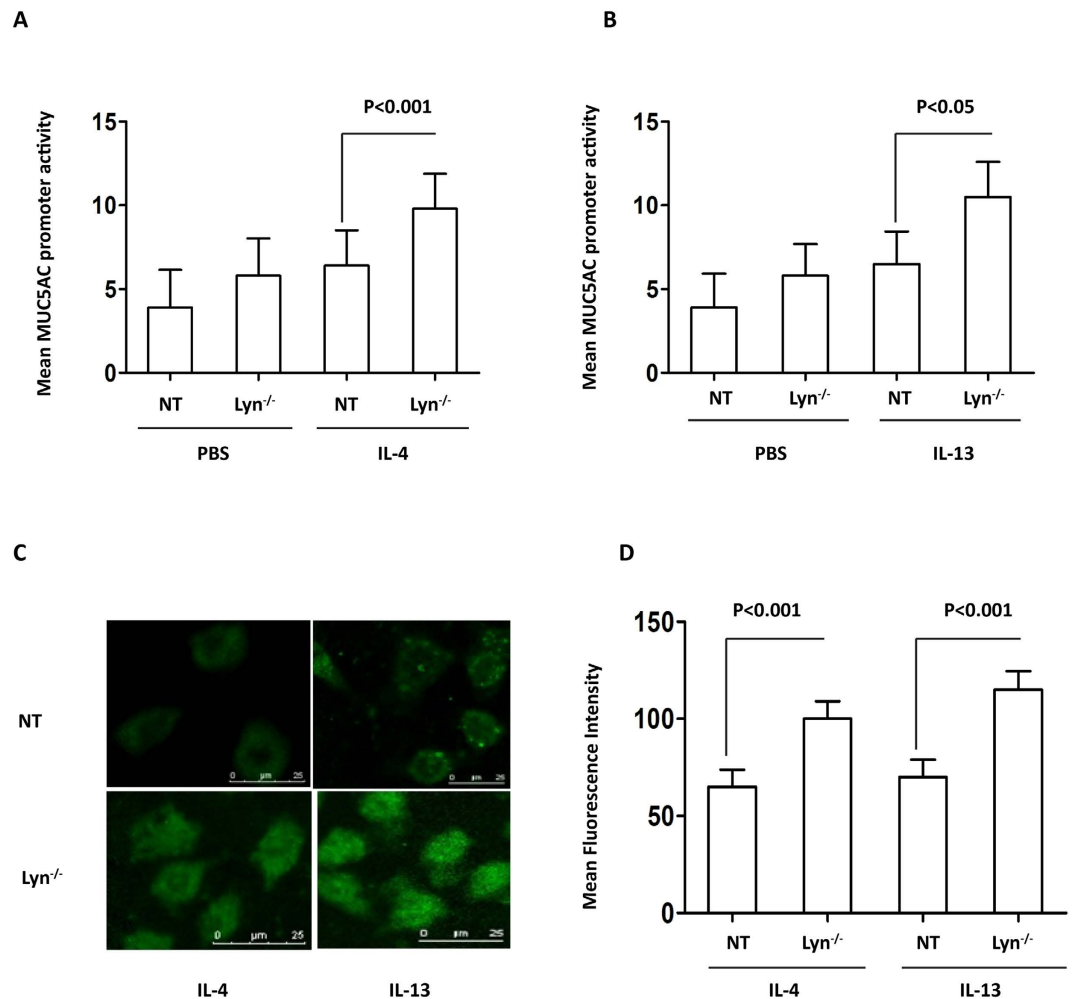 A
B
P<0.001
P<0.05
Mean MUC5AC promoter activity
15
10
5
0
NT
Lyn-/-
NT
Lyn-/-
PBS
IL-4
Mean MUC5AC promoter activity
15
10
5
0
NT
Lyn-/-
NT
Lyn-/-
PBS
IL-13
C
NT
Lyn-/-
0 µm 25
0 µm 25
0 µm 25
0 µm 25
IL-4
IL-13
D
P<0.001
P<0.001
Mean Fluorescence Intensity
150
100
50
0
NT
Lyn-/-
NT
Lyn-/-
IL-4
IL-13